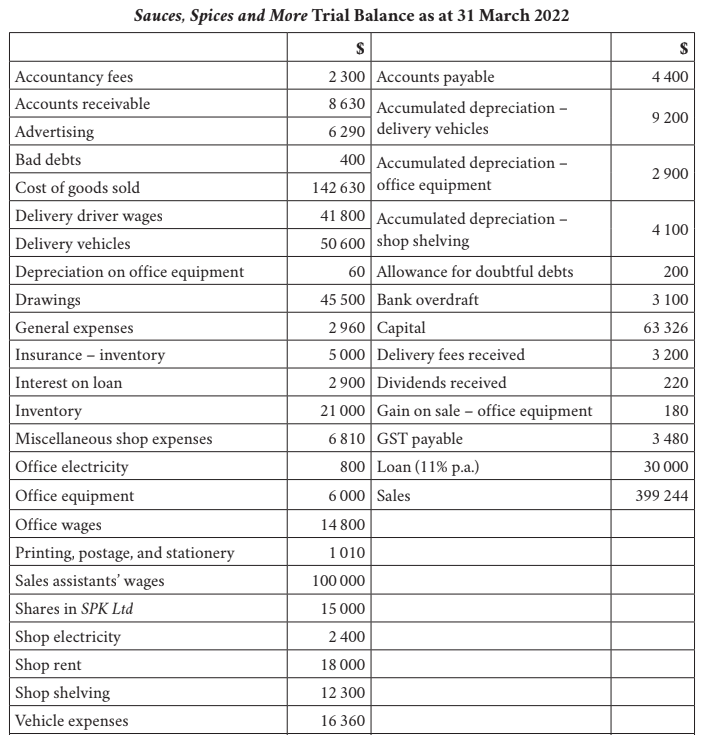 Sauces, Spices and More Trial Balance as at 31 March 2022
$ $
Accountancy fees 2 300 Accounts payable 4 400
Accounts receivable 8 630 Accumulated depreciation –
delivery vehicles 9 200
Advertising 6 290
Bad debts 400 Accumulated depreciation –
office equipment 2 900
Cost of goods sold 142 630
Delivery driver wages 41 800 Accumulated depreciation –
shop shelving 4 100
Delivery vehicles 50 600
Depreciation on office equipment 60 Allowance for doubtful debts 200
Drawings 45 500 Bank overdraft 3 100
General expenses 2 960 Capital 63 326
Insurance – inventory 5 000 Delivery fees received 3 200
Interest on loan 2 900 Dividends received 220
Inventory 21 000 Gain on sale – office equipment 180
Miscellaneous shop expenses 6 810 GST payable 3 480
Office electricity 800 Loan (11% p.a.) 30 000
Office equipment 6 000 Sales 399 244
Office wages 14 800
Printing, postage, and stationery 1 010
Sales assistants’ wages 100 000
Shares in SPK Ltd 15 000
Shop electricity 2 400
Shop rent 18 000
Shop shelving 12 300
Vehicle expenses 16 360